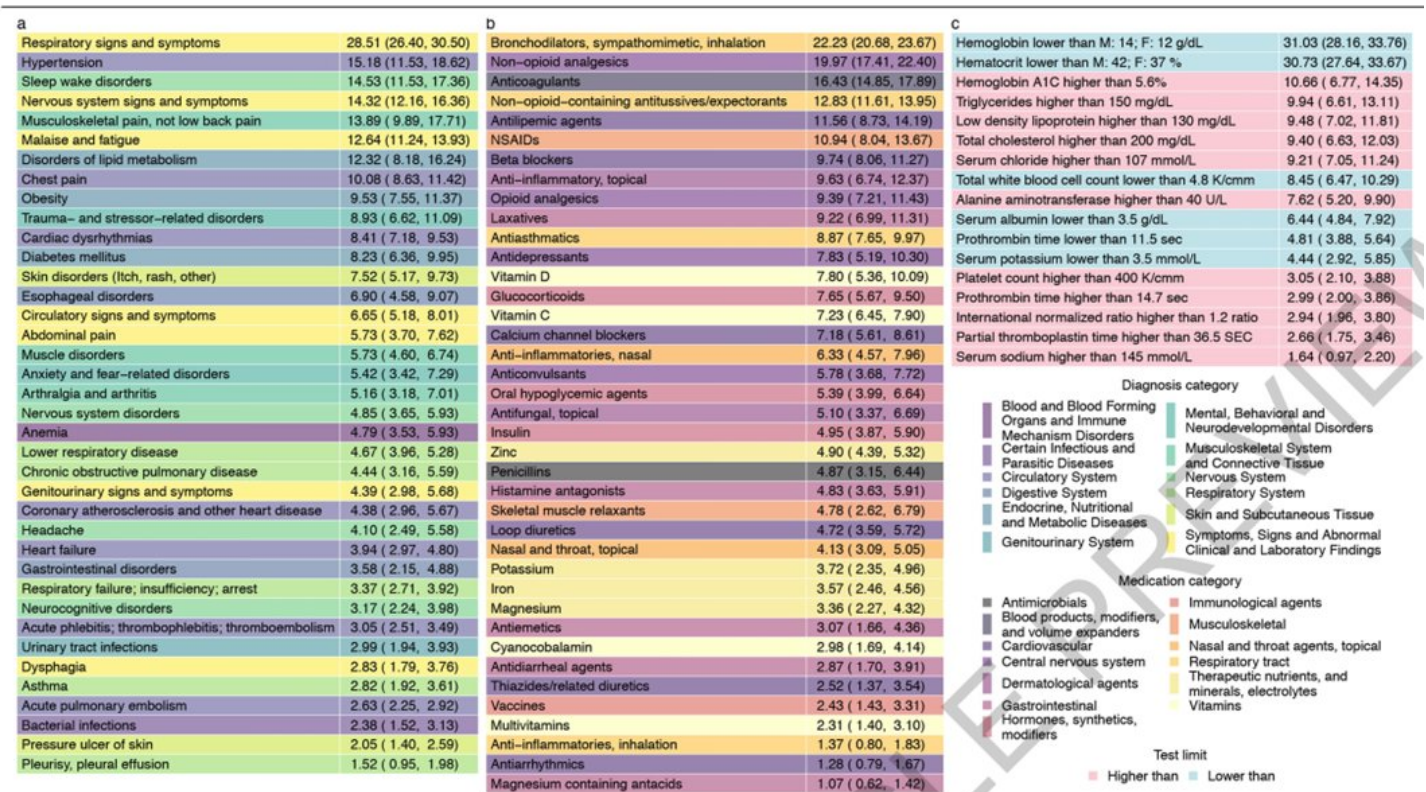 a
Respiratory signs and symptoms 28.51 (26.40, 30.50)
Hypertension 15.18 (11.53, 18.62)
Sleep wake disorders 14.53 (11.53, 17.36)
Nervous system signs and symptoms 14.32 (12.16, 16.36)
Musculoskeletal pain, not low back pain 13.89 ( 9.89, 17.71)
Malaise and fatigue 12.64 (11.24, 13.93)
Disorders of lipid metabolism 12.32 ( 8.18, 16.24)
Chest pain 10.08 ( 8.63, 11.42)
Obesity 9.53 ( 7.55, 11.37)
Trauma− and stressor−related disorders 8.93 ( 6.62, 11.09)
Cardiac dysrhythmias 8.41 ( 7.18, 9.53)
Diabetes mellitus 8.23 ( 6.36, 9.95)
Skin disorders (Itch, rash, other) 7.52 ( 5.17, 9.73)
Esophageal disorders 6.90 ( 4.58, 9.07)
Circulatory signs and symptoms 6.65 ( 5.18, 8.01)
Abdominal pain 5.73 ( 3.70, 7.62)
Muscle disorders 5.73 ( 4.60, 6.74)
Anxiety and fear−related disorders 5.42 ( 3.42, 7.29)
Arthralgia and arthritis 5.16 ( 3.18, 7.01)
Nervous system disorders 4.85 ( 3.65, 5.93)
Anemia 4.79 ( 3.53, 5.93)
Lower respiratory disease 4.67 ( 3.96, 5.28)
Chronic obstructive pulmonary disease 4.44 ( 3.16, 5.59)
Genitourinary signs and symptoms 4.39 ( 2.98, 5.68)
Coronary atherosclerosis and other heart disease 4.38 ( 2.96, 5.67)
Headache 4.10 ( 2.49, 5.58)
Heart failure 3.94 ( 2.97, 4.80)
Gastrointestinal disorders 3.58 ( 2.15, 4.88)
Respiratory failure; insufficiency; arrest 3.37 ( 2.71, 3.92)
Neurocognitive disorders 3.17 ( 2.24, 3.98)
Acute phlebitis; thrombophlebitis; thromboembolism 3.05 ( 2.51, 3.49)
Urinary tract infections 2.99 ( 1.94, 3.93)
Dysphagia 2.83 ( 1.79, 3.76)
Asthma 2.82 ( 1.92, 3.61)
Acute pulmonary embolism 2.63 ( 2.25, 2.92)
Bacterial infections 2.38 ( 1.52, 3.13)
Pressure ulcer of skin 2.05 ( 1.40, 2.59)
Pleurisy, pleural effusion 1.52 ( 0.95, 1.98)
b
Bronchodilators, sympathomimetic, inhalation 22.23 (20.68, 23.67)
Non−opioid analgesics 19.97 (17.41, 22.40)
Anticoagulants 16.43 (14.85, 17.89)
Non−opioid−containing antitussives/expectorants 12.83 (11.61, 13.95)
Antilipemic agents 11.56 ( 8.73, 14.19)
NSAIDs 10.94 ( 8.04, 13.67)
Beta blockers 9.74 ( 8.06, 11.27)
Anti−inflammatory, topical 9.63 ( 6.74, 12.37)
Opioid analgesics 9.39 ( 7.21, 11.43)
Laxatives 9.22 ( 6.99, 11.31)
Antiasthmatics 8.87 ( 7.65, 9.97)
Antidepressants 7.83 ( 5.19, 10.30)
Vitamin D 7.80 ( 5.36, 10.09)
Glucocorticoids 7.65 ( 5.67, 9.50)
Vitamin C 7.23 ( 6.45, 7.90)
Calcium channel blockers 7.18 ( 5.61, 8.61)
Anti−inflammatories, nasal 6.33 ( 4.57, 7.96)
Anticonvulsants 5.78 ( 3.68, 7.72)
Oral hypoglycemic agents 5.39 ( 3.99, 6.64)
Antifungal, topical 5.10 ( 3.37, 6.69)
Insulin 4.95 ( 3.87, 5.90)
Zinc 4.90 ( 4.39, 5.32)
Penicillins 4.87 ( 3.15, 6.44)
Histamine antagonists 4.83 ( 3.63, 5.91)
Skeletal muscle relaxants 4.78 ( 2.62, 6.79)
Loop diuretics 4.72 ( 3.59, 5.72)
Nasal and throat, topical 4.13 ( 3.09, 5.05)
Potassium 3.72 ( 2.35, 4.96)
Iron 3.57 ( 2.46, 4.56)
Magnesium 3.36 ( 2.27, 4.32)
Antiemetics 3.07 ( 1.66, 4.36)
Cyanocobalamin 2.98 ( 1.69, 4.14)
Antidiarrheal agents 2.87 ( 1.70, 3.91)
Thiazides/related diuretics 2.52 ( 1.37, 3.54)
Vaccines 2.43 ( 1.43, 3.31)
Multivitamins 2.31 ( 1.40, 3.10)
Anti−inflammatories, inhalation 1.37 ( 0.80, 1.83)
Antiarrhythmics 1.28 ( 0.79, 1.67)
Magnesium containing antacids 1.07 ( 0.62, 1.42)
c
Hemoglobin lower than M: 14; F: 12 g/dL 31.03 (28.16, 33.76)
Hematocrit lower than M: 42; F: 37 % 30.73 (27.64, 33.67)
Hemoglobin A1C higher than 5.6% 10.66 ( 6.77, 14.35)
Triglycerides higher than 150 mg/dL 9.94 ( 6.61, 13.11)
Low density lipoprotein higher than 130 mg/dL 9.48 ( 7.02, 11.81)
Total cholesterol higher than 200 mg/dL 9.40 ( 6.63, 12.03)
Serum chloride higher than 107 mmol/L 9.21 ( 7.05, 11.24)
Total white blood cell count lower than 4.8 K/cmm 8.45 ( 6.47, 10.29)
Alanine aminotransferase higher than 40 U/L 7.62 ( 5.20, 9.90)
Serum albumin lower than 3.5 g/dL 6.44 ( 4.84, 7.92)
Prothrombin time lower than 11.5 sec 4.81 ( 3.88, 5.64)
Serum potassium lower than 3.5 mmol/L 4.44 ( 2.92, 5.85)
Platelet count higher than 400 K/cmm 3.05 ( 2.10, 3.88)
Prothrombin time higher than 14.7 sec 2.99 ( 2.00, 3.86)
International normalized ratio higher than 1.2 ratio 2.94 ( 1.96, 3.80)
Partial thromboplastin time higher than 36.5 SEC 2.66 ( 1.75, 3.46)
Serum sodium higher than 145 mmol/L 1.64 ( 0.97, 2.20)
Diagnosis category
Blood and Blood Forming
Organs and Immune
Mechanism Disorders
Certain Infectious and
Parasitic Diseases
Circulatory System
Digestive System
Endocrine, Nutritional
and Metabolic Diseases
Genitourinary System
Mental, Behavioral and
Neurodevelopmental Disorders
Musculoskeletal System
and Connective Tissue
Nervous System
Respiratory System
Skin and Subcutaneous Tissue
Symptoms, Signs and Abnormal
Clinical and Laboratory Findings
Medication category
Antimicrobials
Blood products, modifiers,
and volume expanders
Cardiovascular
Central nervous system
Dermatological agents
Gastrointestinal
Hormones, synthetics,
modifiers
Immunological agents
Musculoskeletal
Nasal and throat agents, topical
Respiratory tract
Therapeutic nutrients, and
minerals, electrolytes
Vitamins
Test limit
Higher than
Lower than
LE PREVIEW